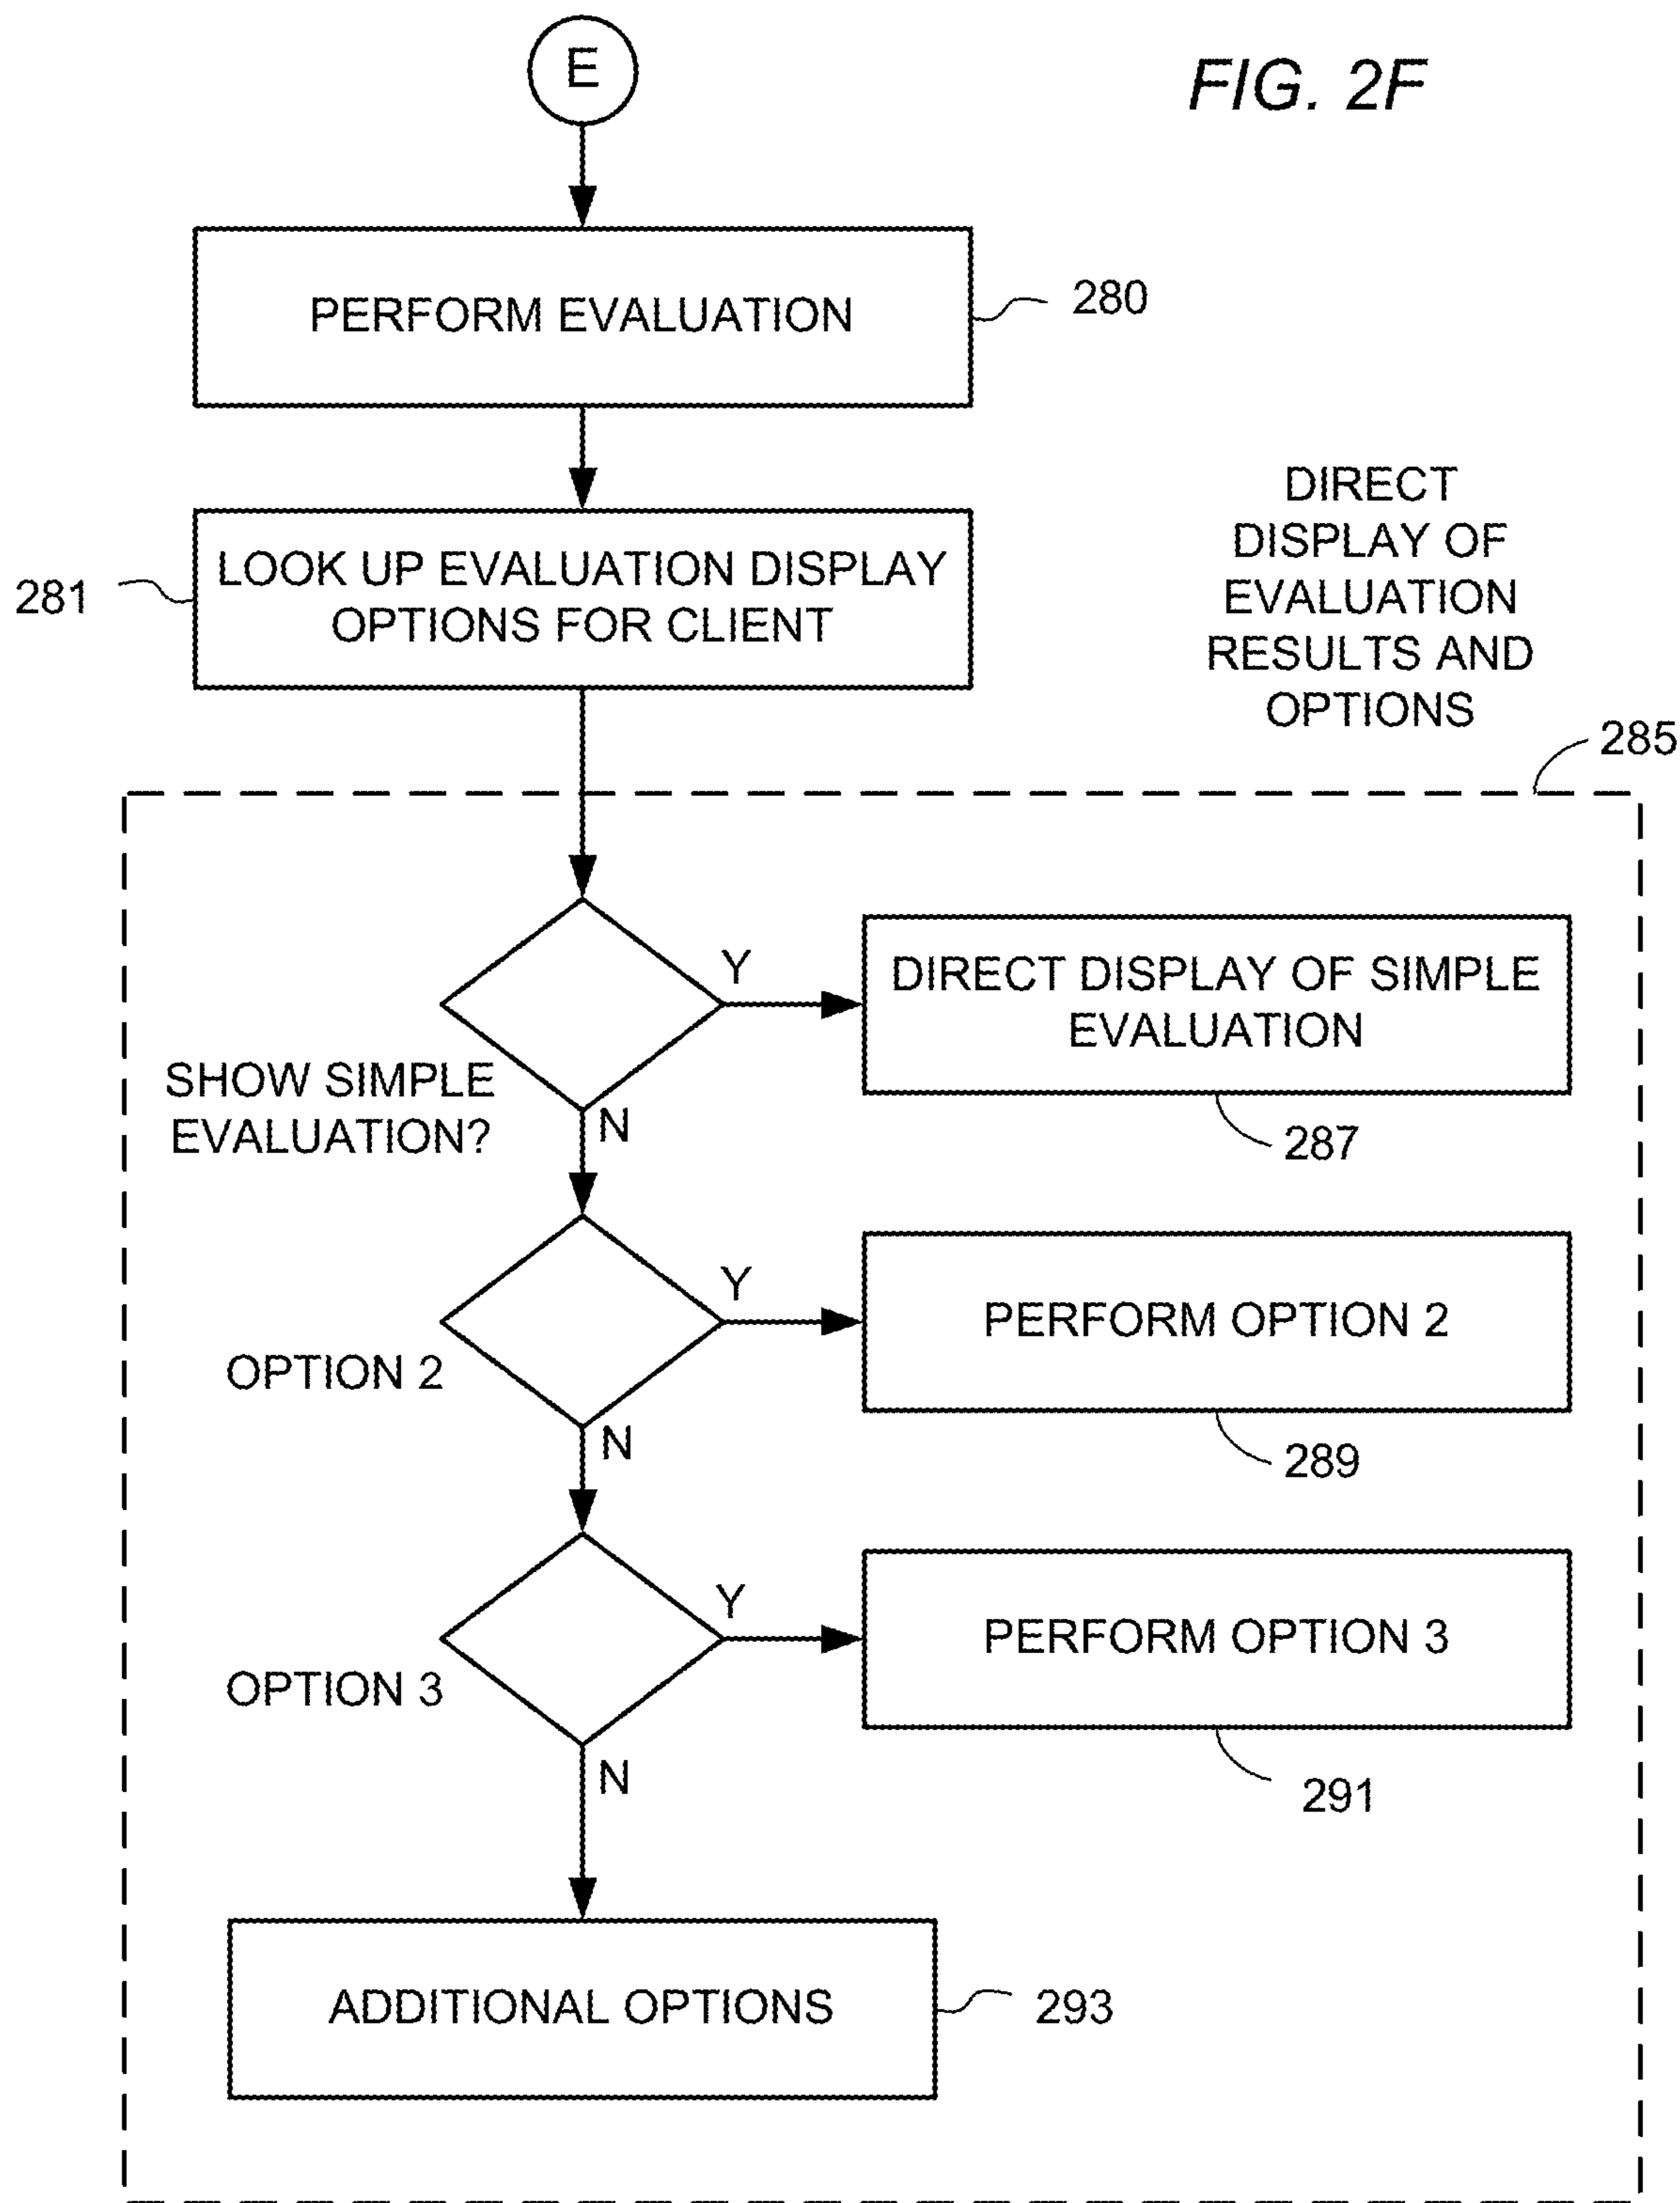 E
FIG. 2F
PERFORM EVALUATION
280
LOOK UP EVALUATION DISPLAY
OPTIONS FOR CLIENT
281
DIRECT
DISPLAY OF
EVALUATION
RESULTS AND
OPTIONS
285
Y
DIRECT DISPLAY OF SIMPLE
EVALUATION
SHOW SIMPLE
EVALUATION?
N
287
Y
PERFORM OPTION 2
OPTION 2
N
289
Y
PERFORM OPTION 3
OPTION 3
N
291
ADDITIONAL OPTIONS
293